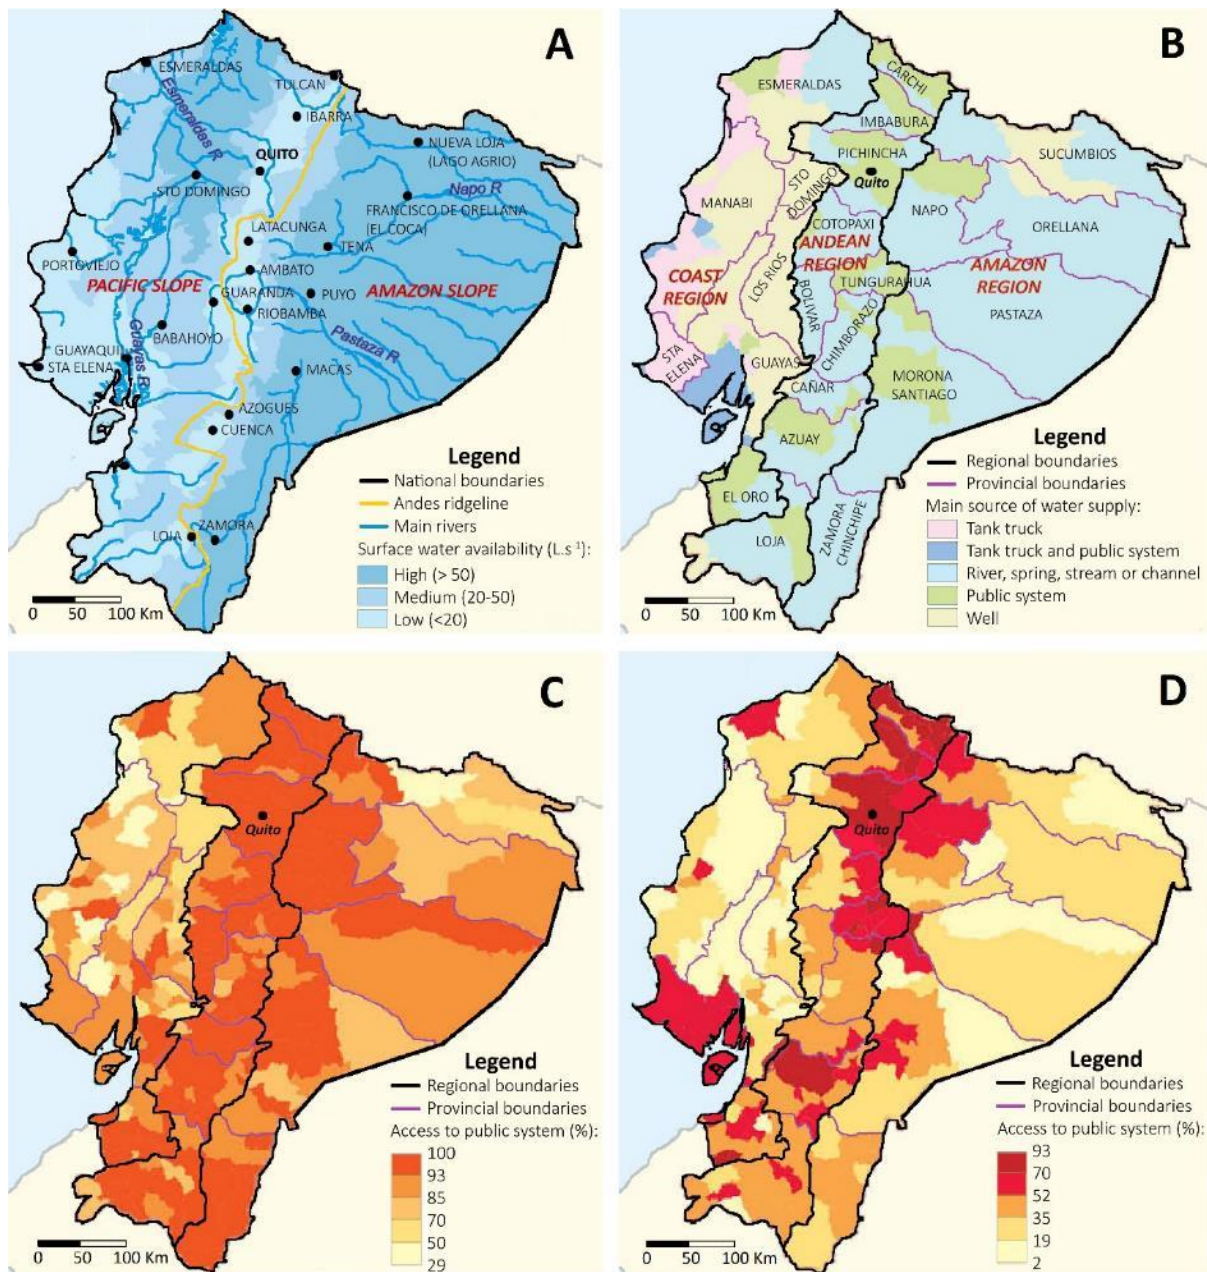 A
ESMERALDAS
Esmeraldas R
TULCAN
IBARRA
QUITO
NUEVA LOJA
(LAGO AGRIO)
STO DOMINGO
Napo R
FRANCISCO DE ORELLANA
(EL COCA)
LATACUNGA
TENA
PORTOVIEJO
AMBATO
PACIFIC SLOPE
GUARANDA
PUYO
AMAZON SLOPE
RIOBAMBA
BABAHOYO
Guayas R
Pastaza R
GUAYAQUI
STA ELENA
MACAS
AZOGUES
CUENCA
LOJA
ZAMORA
Legend
National boundaries
Andes ridgeline
Main rivers
Surface water availability (L.s⁻¹):
High (> 50)
Medium (20-50)
Low (<20)
0 50 100 Km
B
ESMERALDAS
CARCHI
IMBABURA
PICHINCHA
SUCUMBIOS
Quito
STO
DOMINGO
MANABI
NAPO
ORELLANA
COTOPAXI
ANDEAN
REGION
COAST
REGION
LOS RIOS
AMAZON
REGION
TUNGURAHUA
BOLIVAR
PASTAZA
CHIMBORAZO
STA
ELENA
GUAYAS
CAÑAR
MORONA
SANTIAGO
AZUAY
EL ORO
LOJA
ZAMORA
CHINCHIPE
Legend
Regional boundaries
Provincial boundaries
Main source of water supply:
Tank truck
Tank truck and public system
River, spring, stream or channel
Public system
Well
0 50 100 Km
C
Quito
Legend
Regional boundaries
Provincial boundaries
Access to public system (%):
100
93
85
70
50
29
0 50 100 Km
D
Quito
Legend
Regional boundaries
Provincial boundaries
Access to public system (%):
93
70
52
35
19
2
0 50 100 Km